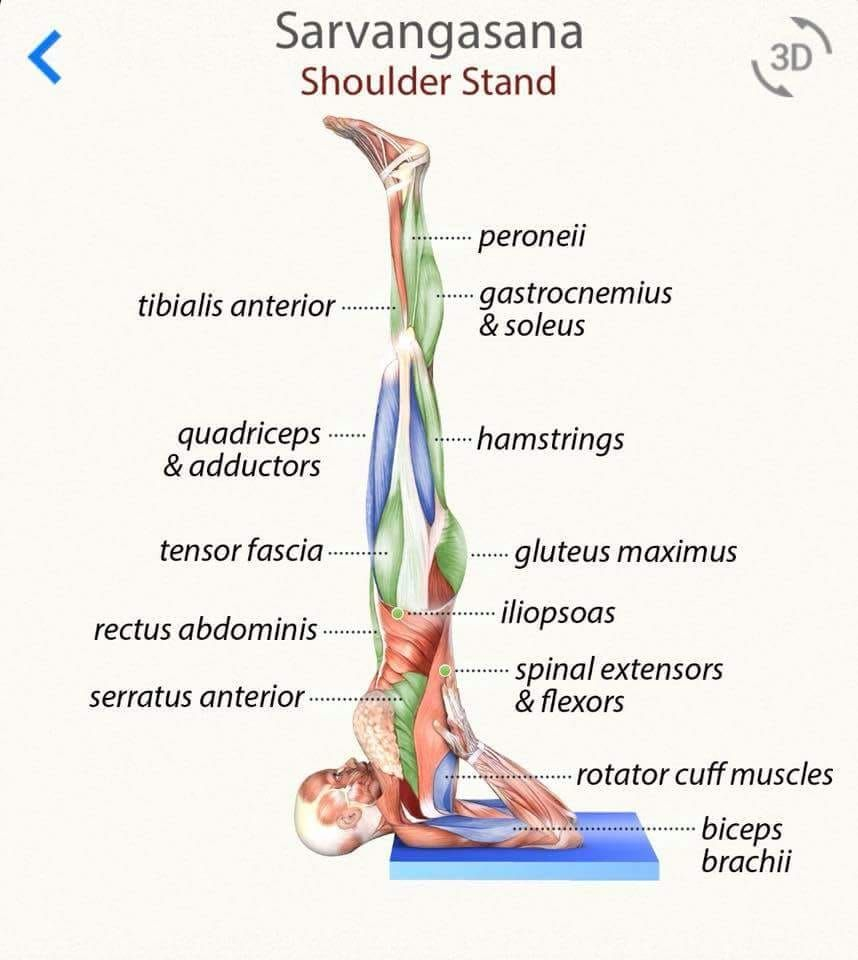 Sarvangasana
3D
Shoulder Stand
peroneii
tibialis anterior
gastrocnemius
& soleus
quadriceps
& adductors
hamstrings
tensor fascia
gluteus maximus
iliopsoas
rectus abdominis
spinal extensors
& flexors
serratus anterior
rotator cuff muscles
biceps
brachii